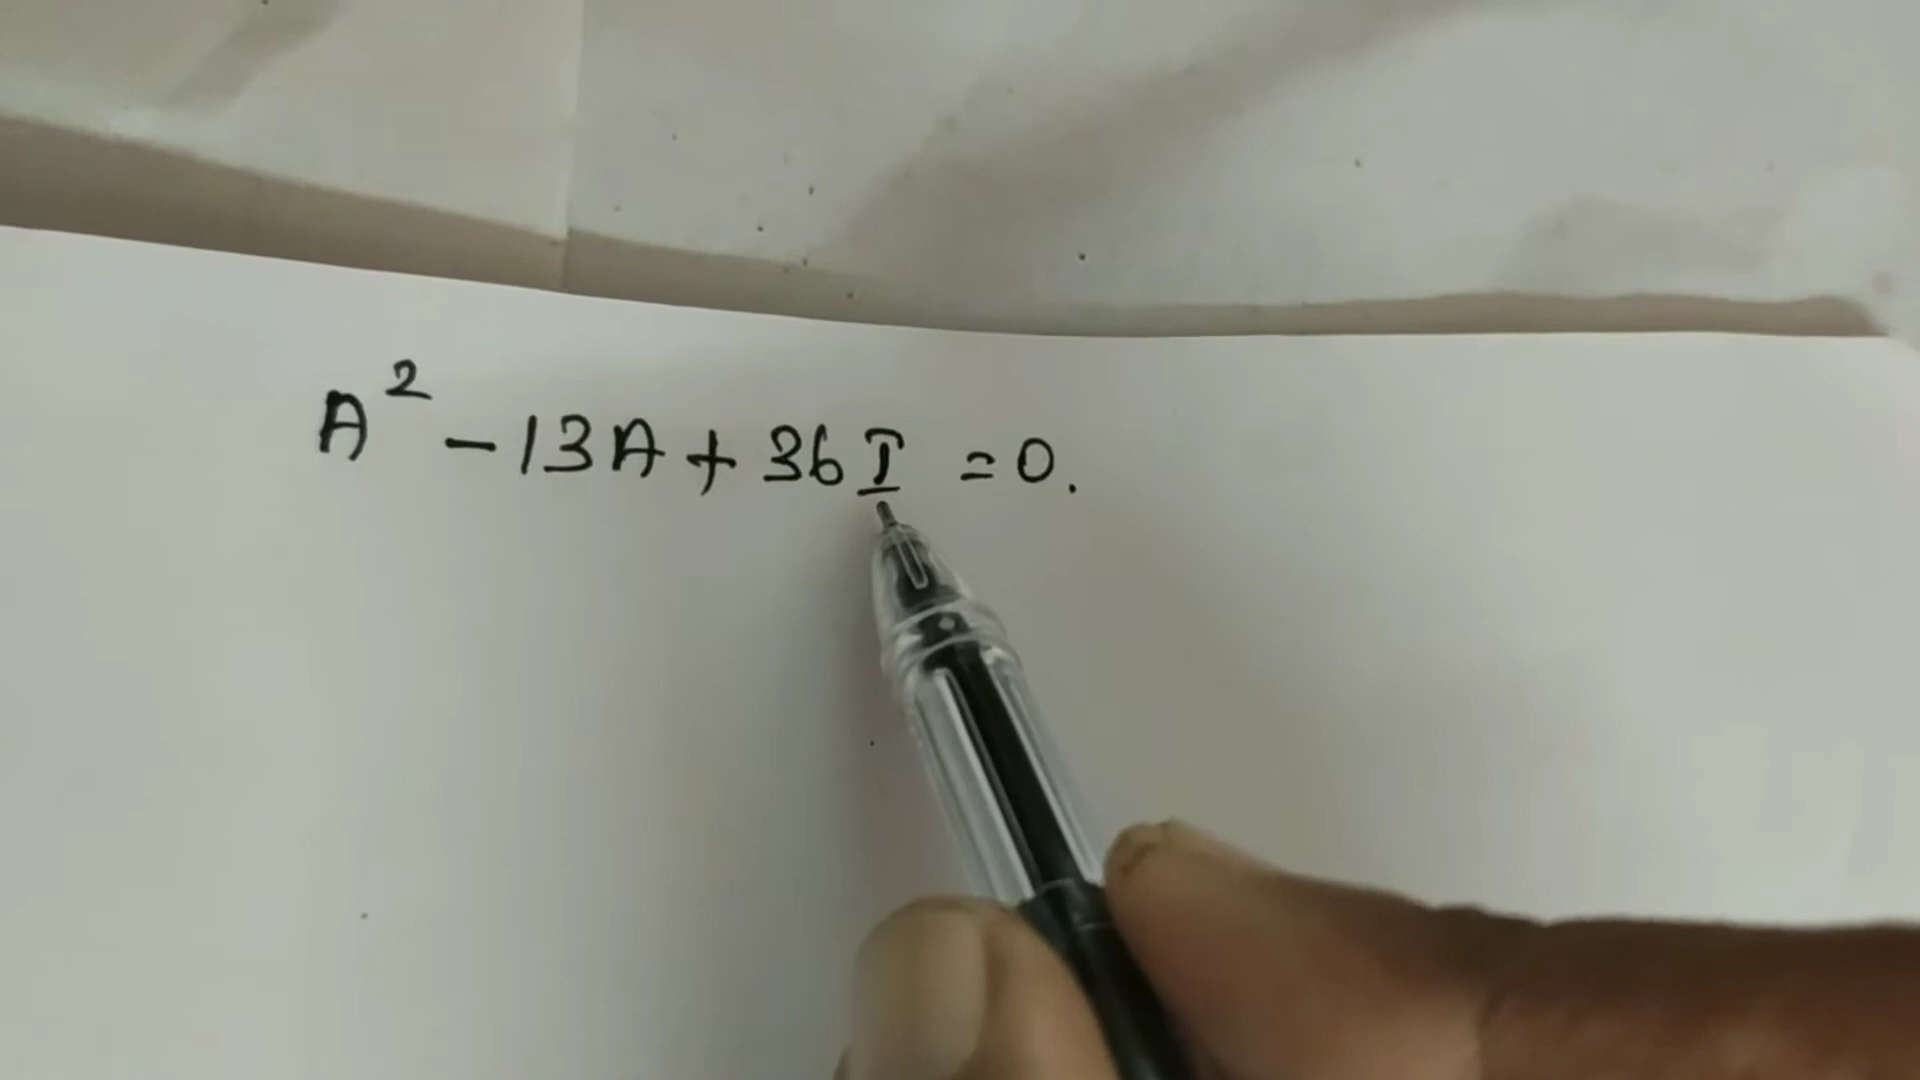 A² - 13A + 36I = 0.